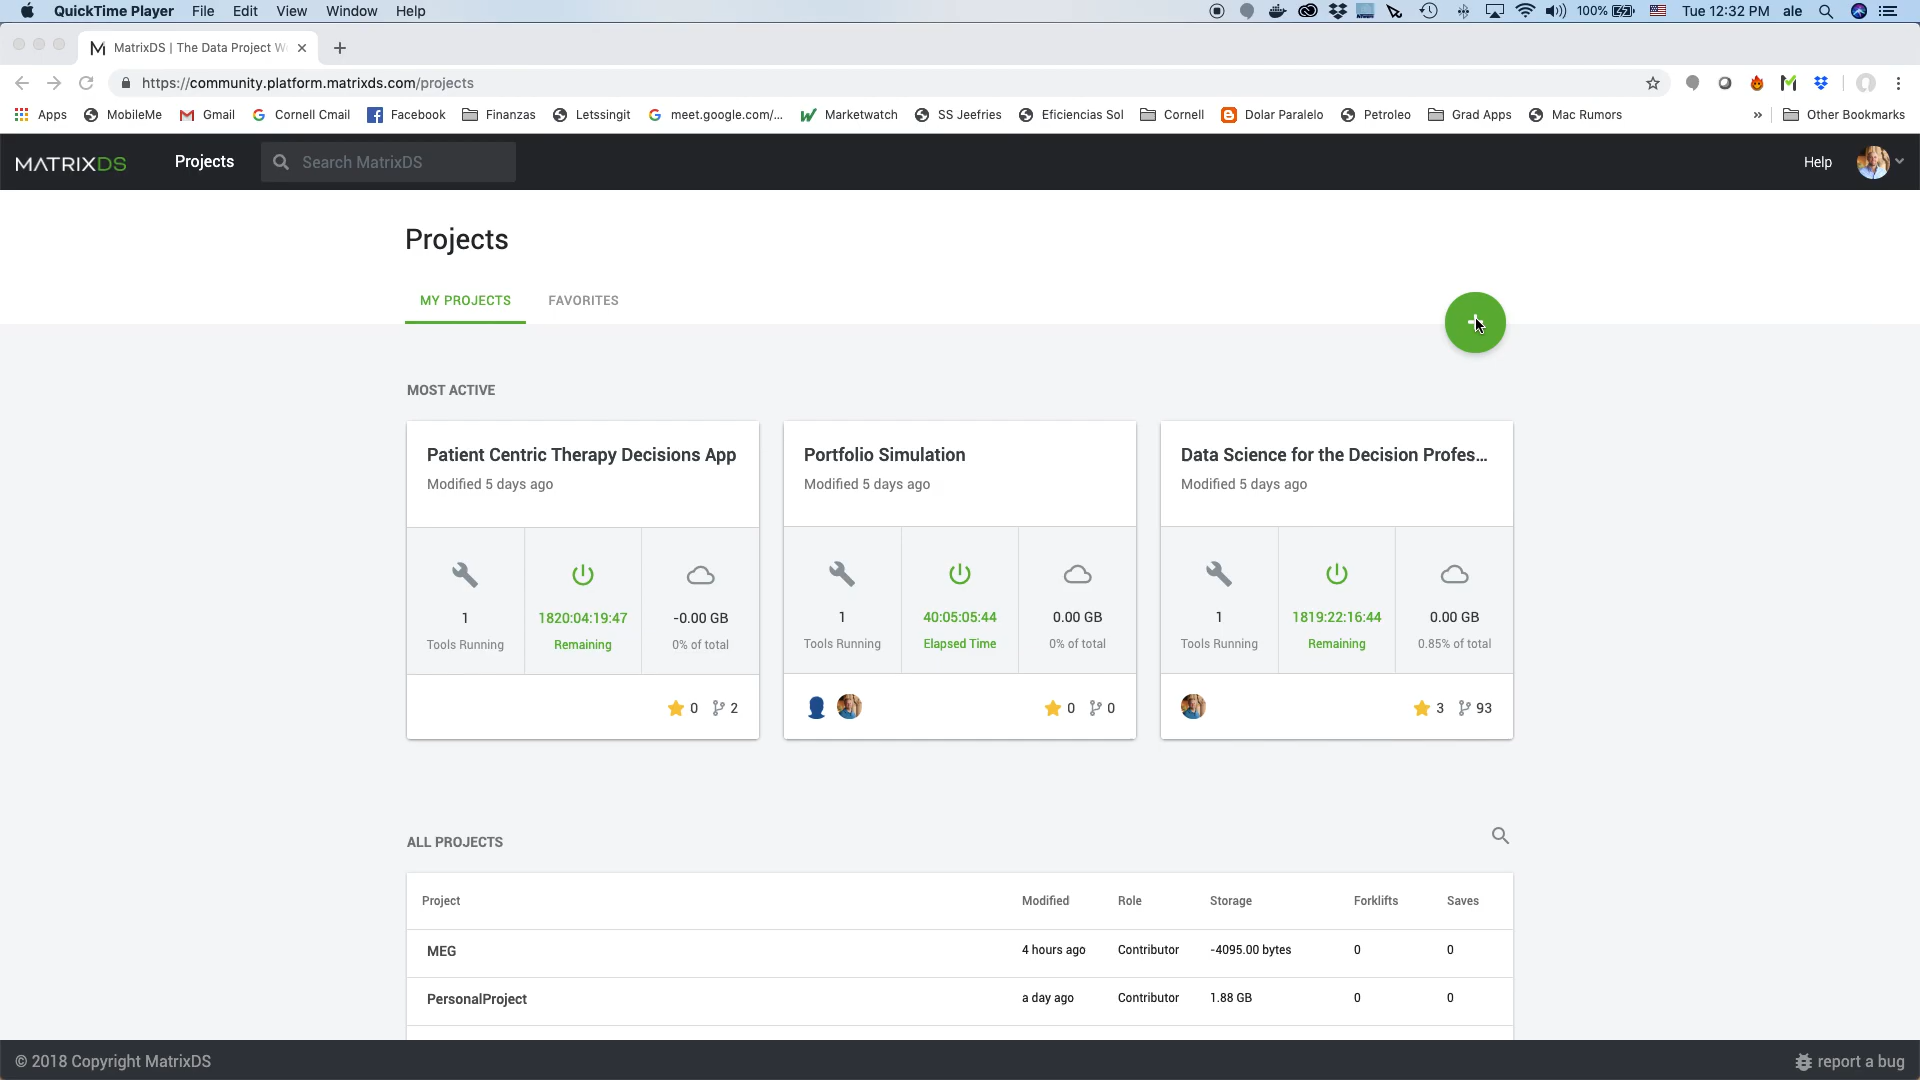 QuickTime Player File Edit View Window Help 100% Tue 12:32 PM ale
MatrixDS | The Data Project W
https://community.platform.matrixds.com/projects
Apps MobileMe Gmail Cornell Cmail Facebook Finanzas Letssingit meet.google.com/... Marketwatch SS Jeefries Eficiencias Sol Cornell Dolar Paralelo Petroleo Grad Apps Mac Rumors » Other Bookmarks
MATRIXDS Projects Search MatrixDS Help
Projects
MY PROJECTS FAVORITES
MOST ACTIVE
Patient Centric Therapy Decisions App
Modified 5 days ago
1 1820:04:19:47 -0.00 GB
Tools Running Remaining 0% of total
0 2
Portfolio Simulation
Modified 5 days ago
1 40:05:05:44 0.00 GB
Tools Running Elapsed Time 0% of total
0 0
Data Science for the Decision Profes...
Modified 5 days ago
1 1819:22:16:44 0.00 GB
Tools Running Remaining 0.85% of total
3 93
ALL PROJECTS
Project Modified Role Storage Forklifts Saves
MEG 4 hours ago Contributor -4095.00 bytes 0 0
PersonalProject a day ago Contributor 1.88 GB 0 0
© 2018 Copyright MatrixDS report a bug